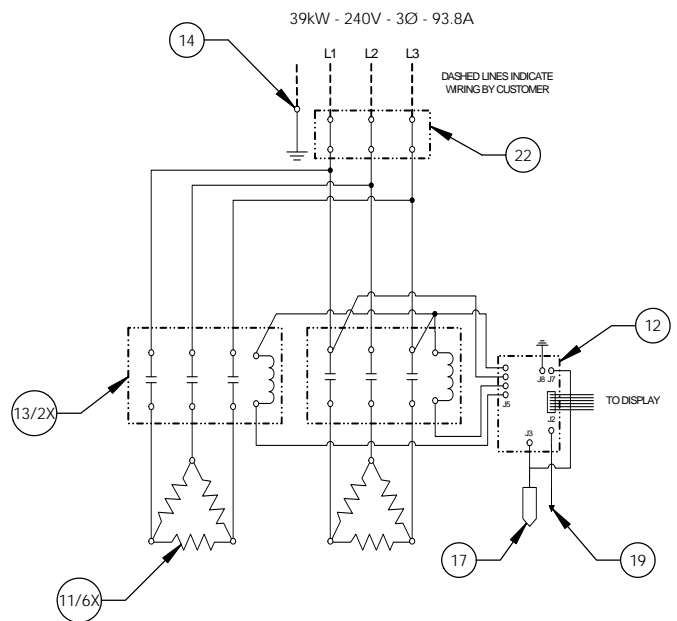 39kW - 240V - 3Ø - 93.8A
14
L1 L2 L3
DASHED LINES INDICATE
WIRING BY CUSTOMER
22
12
J8 J7
13/2X
TO DISPLAY
J5
J2
J3
17
19
11/6X